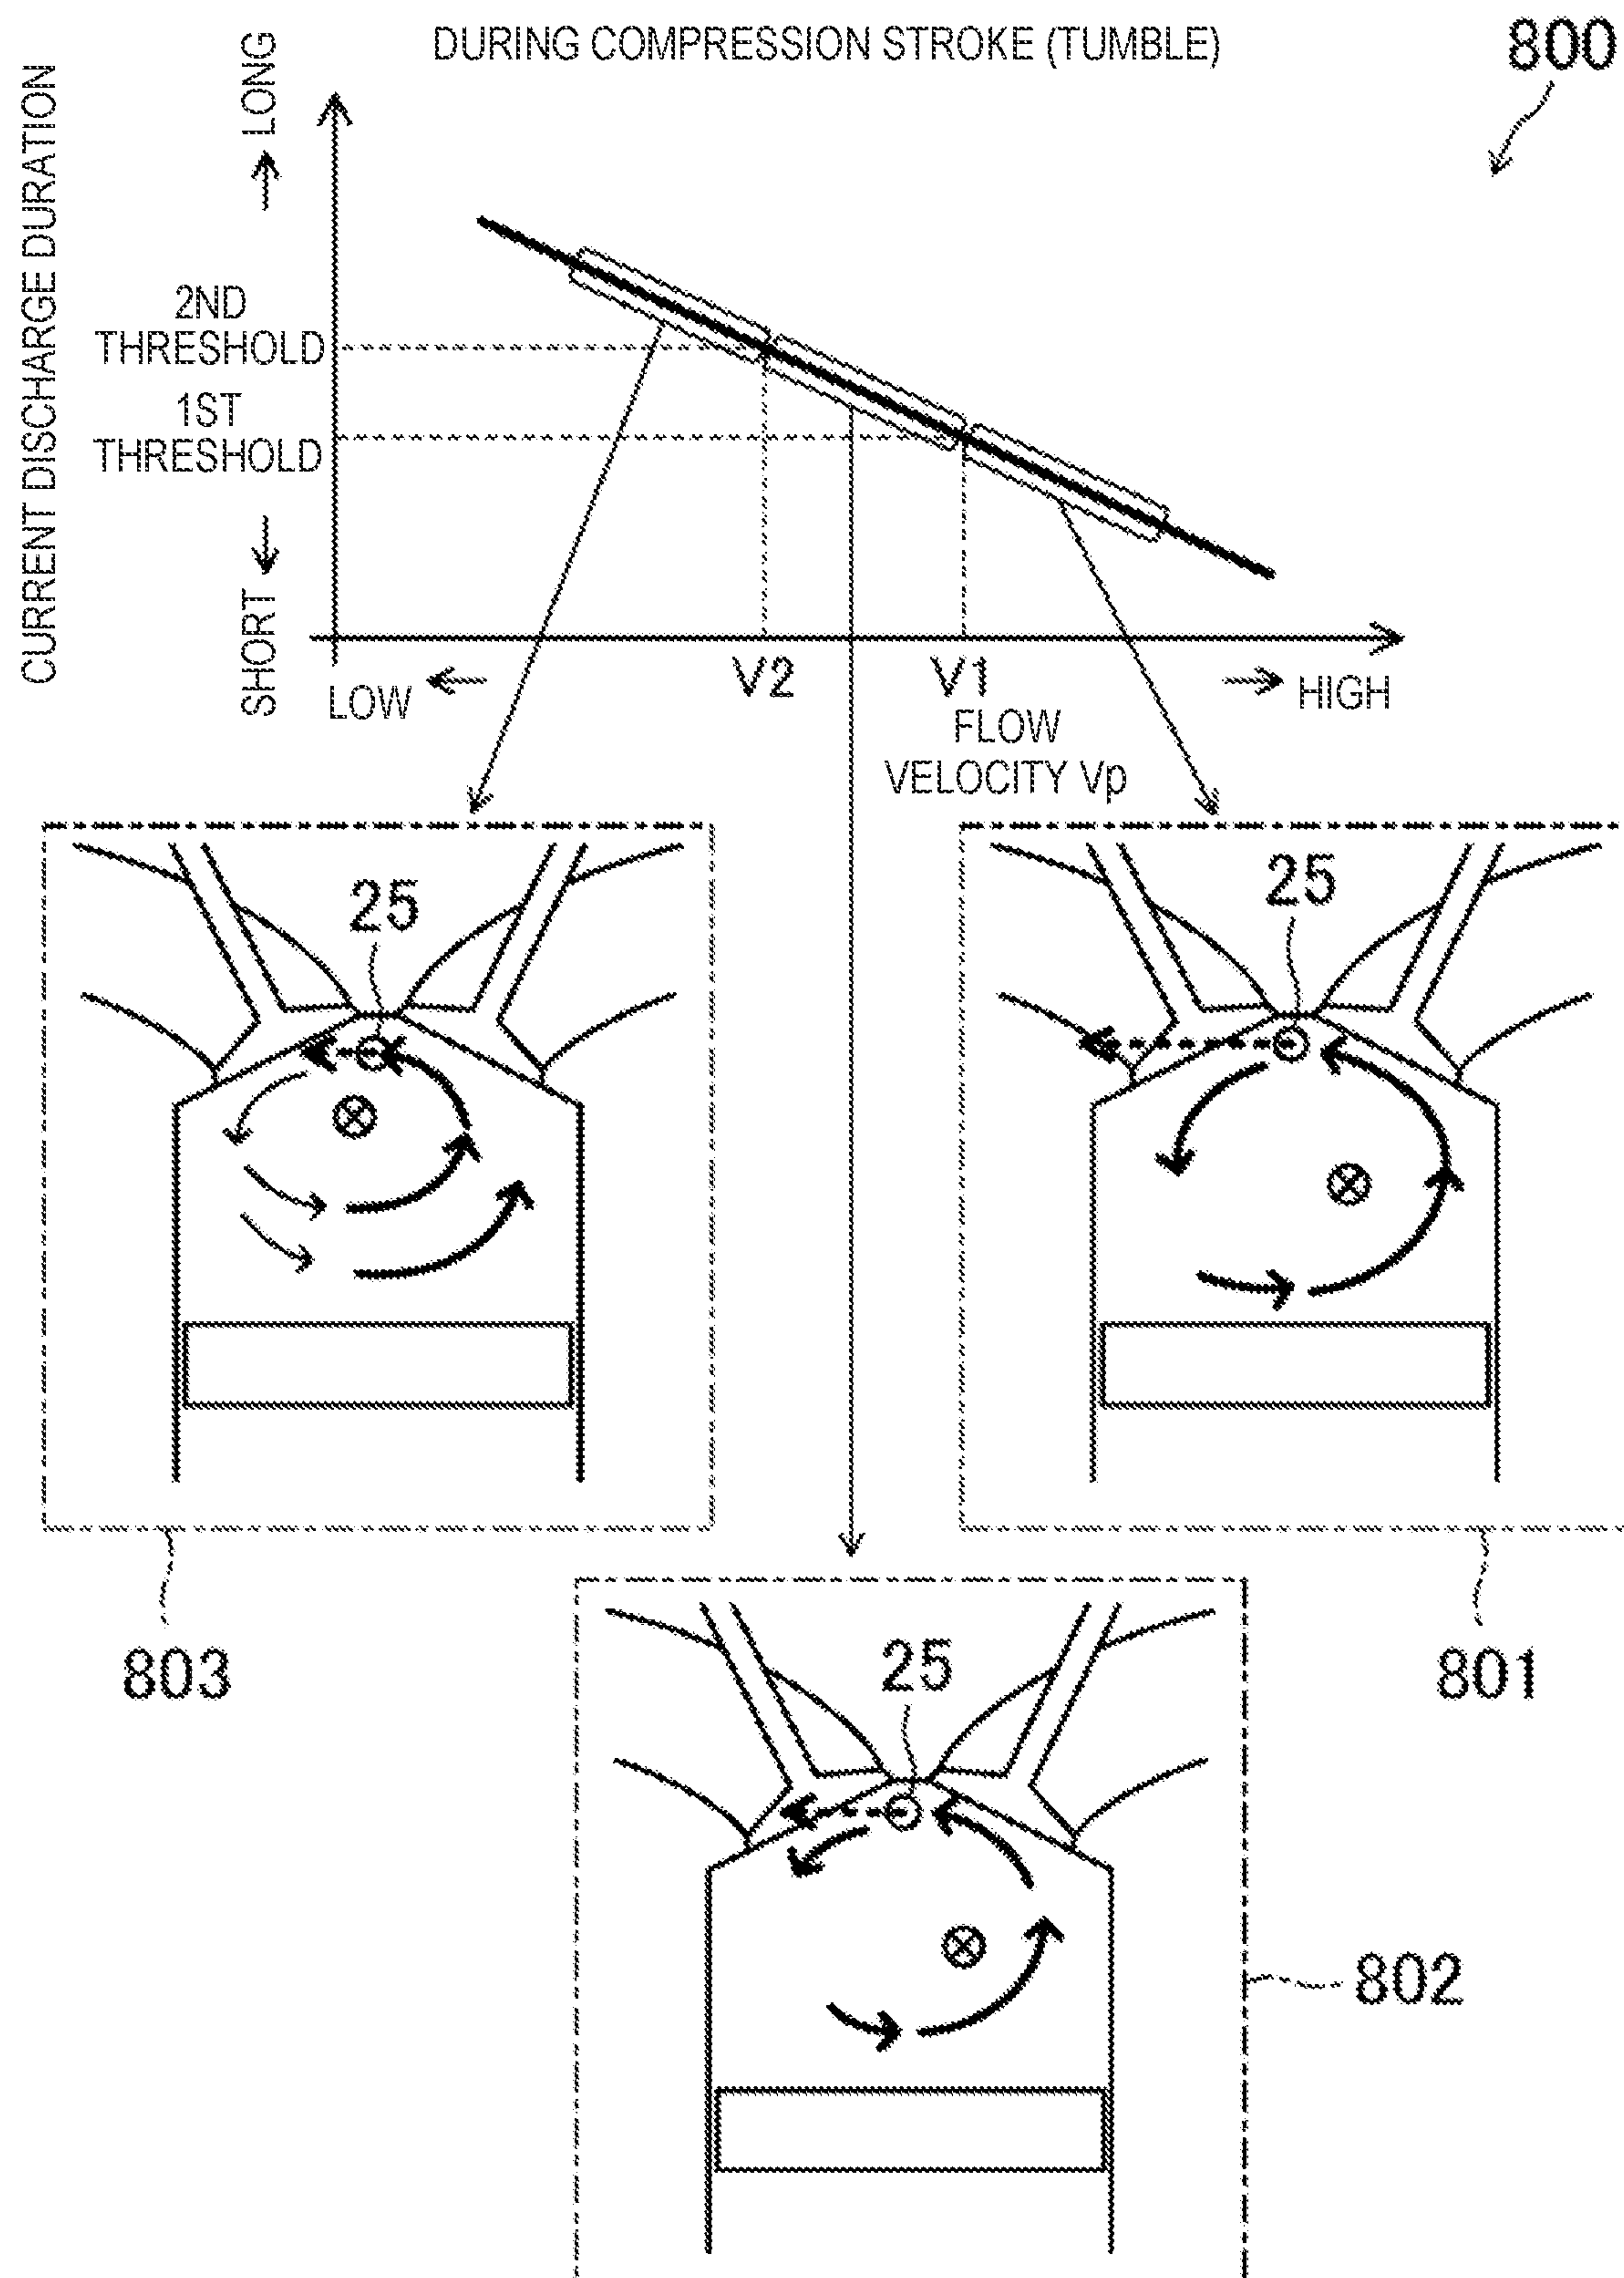 DURING COMPRESSION STROKE (TUMBLE)
800
CURRENT DISCHARGE DURATION
LONG
2ND
THRESHOLD
1ST
THRESHOLD
SHORT
LOW
V2
V1
HIGH
FLOW
VELOCITY Vp
25
25
803
801
25
802